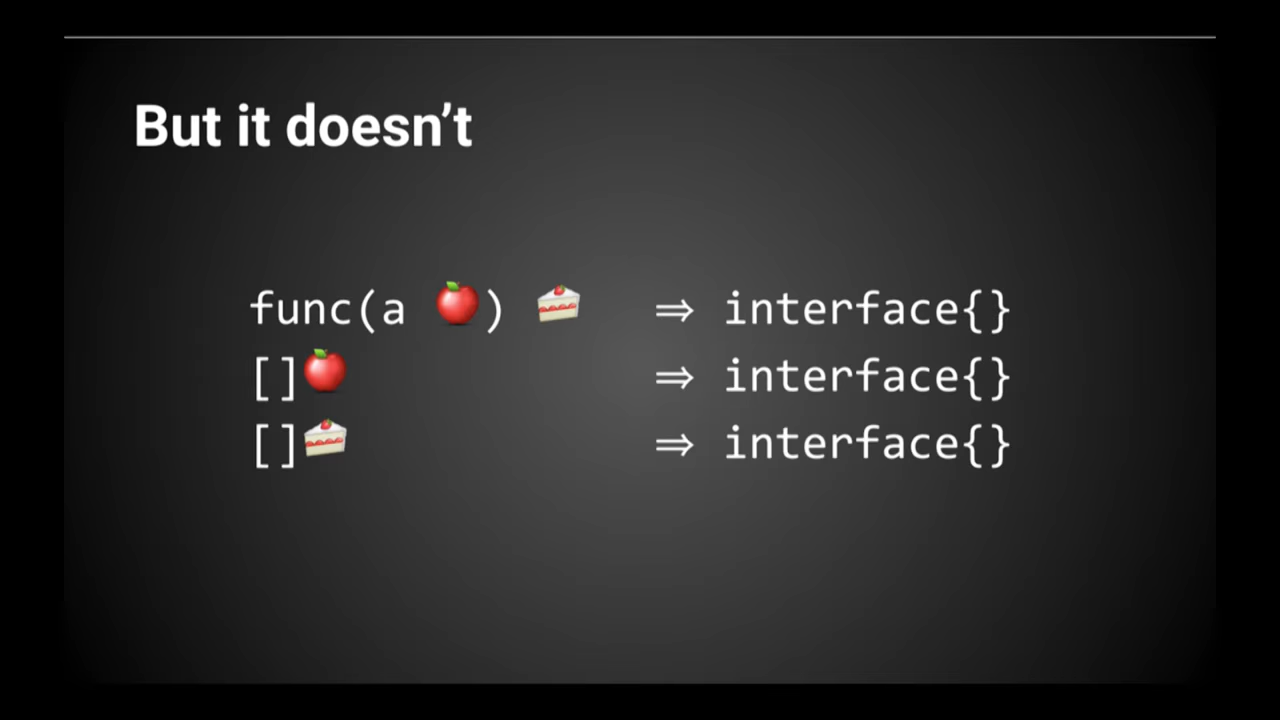 But it doesn’t
func(a 🍎) 🍰 ⇒ interface{}
[]🍎 ⇒ interface{}
[]🍰 ⇒ interface{}